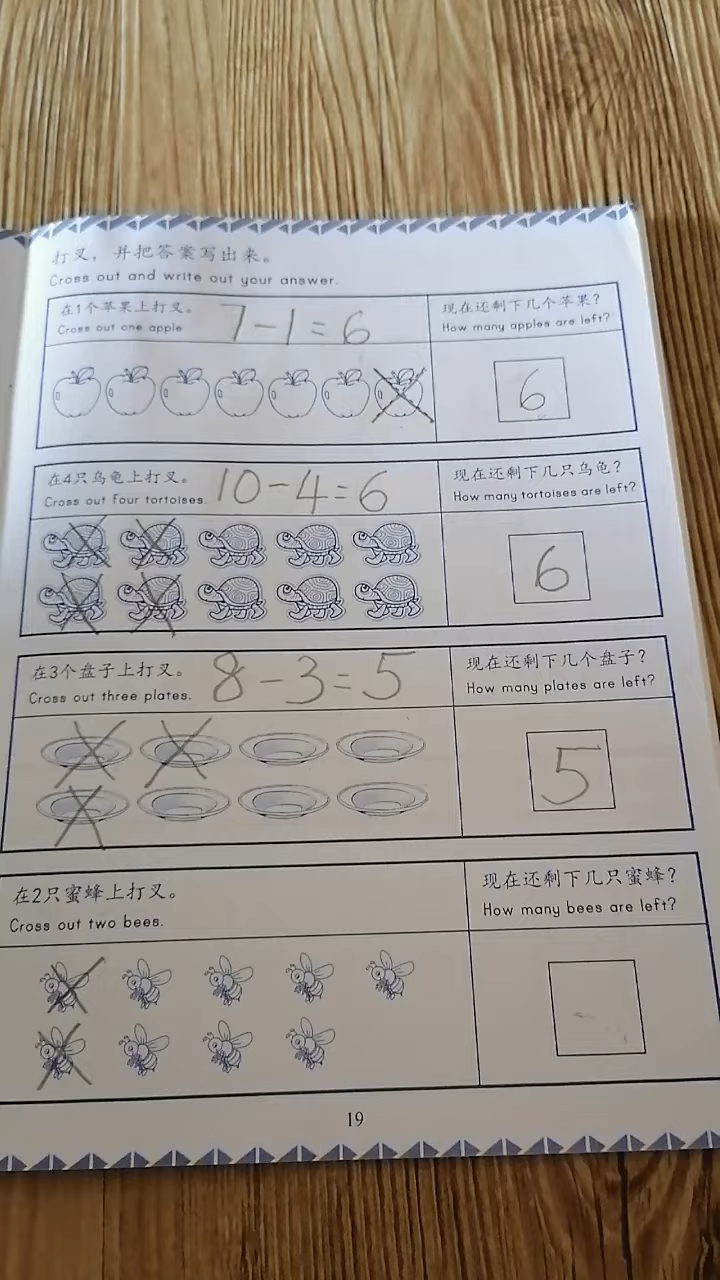 打叉，并把答案写出来。
Cross out and write out your answer.
在1个苹果上打叉。
Cross out one apple
7-1=6
现在还剩下几个苹果？
How many apples are left?
6
在4只乌龟上打叉。
Cross out four tortoises.
10-4=6
现在还剩下几只乌龟？
How many tortoises are left?
6
在3个盘子上打叉。
Cross out three plates.
8-3=5
现在还剩下几个盘子？
How many plates are left?
5
在2只蜜蜂上打叉。
Cross out two bees.
现在还剩下几只蜜蜂？
How many bees are left?
19